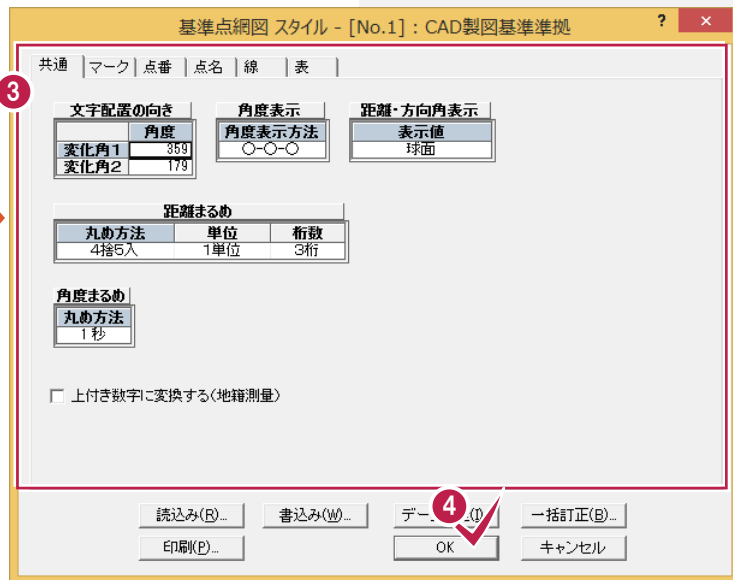 基準点網図 スタイル - [No.1] : CAD製図基準準拠 ? ×
共通 マーク 点番 点名 線 表
3
文字配置の向き 角度表示 距離・方向角表示
角度 角度表示方法 表示値
変化角1 359 ○-○-○ 球面
変化角2 179
距離まるめ
丸め方法 単位 桁数
4捨5入 1単位 3桁
角度まるめ
丸め方法
1秒
上付き数字に変換する(地籍測量)
4
読込み(R)... 書込み(W)... 一括訂正(B)...
印刷(P)... OK キャンセル